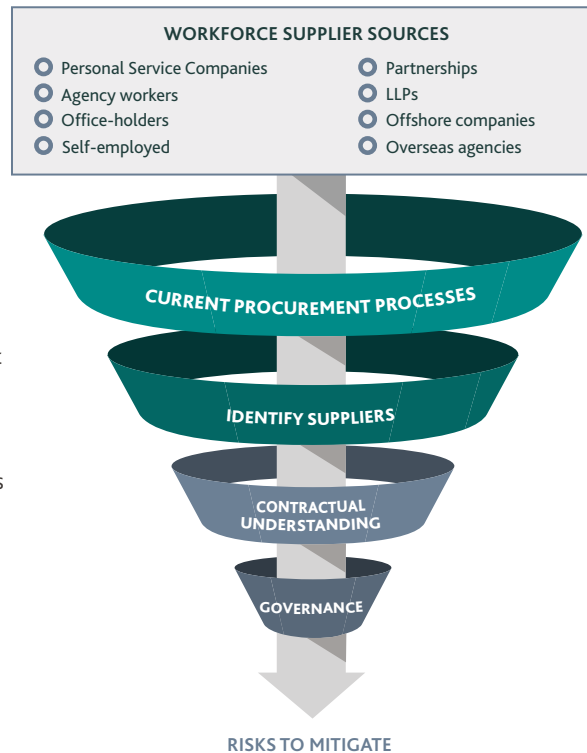 WORKFORCE SUPPLIER SOURCES
Personal Service Companies
Agency workers
Office-holders
Self-employed
Partnerships
LLPs
Offshore companies
Overseas agencies
CURRENT PROCUREMENT PROCESSES
IDENTIFY SUPPLIERS
CONTRACTUAL
UNDERSTANDING
GOVERNANCE
RISKS TO MITIGATE